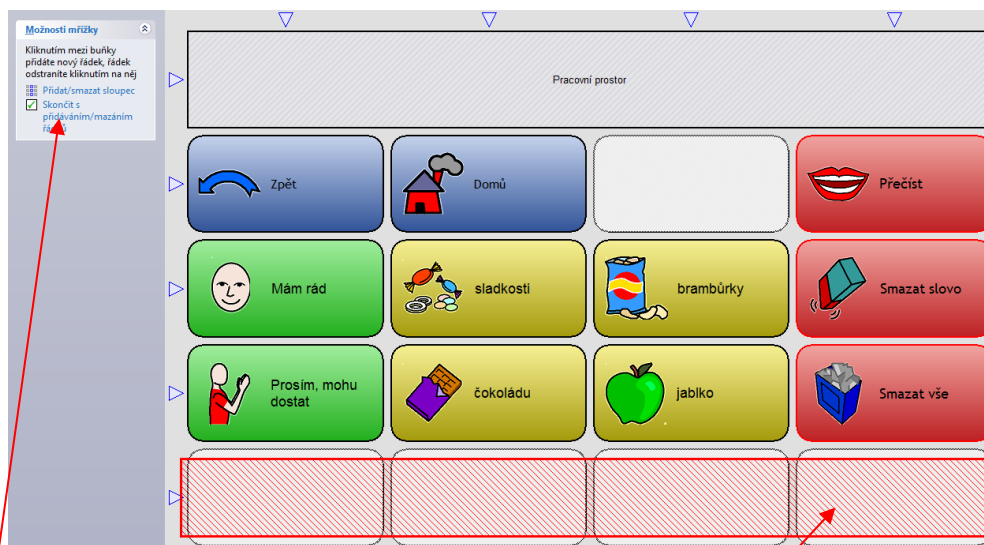 Možnosti mřížky
Kliknutím mezi buňky
přidáte nový řádek, řádek
odstraníte kliknutím na něj
Přidat/smazat sloupec
Skončit s
přidáváním/mazáním
řádků
Pracovní prostor
Zpět
Domů
Přečíst
Mám rád
sladkosti
brambůrky
Smazat slovo
Prosím, mohu
dostat
čokoládu
jablko
Smazat vše